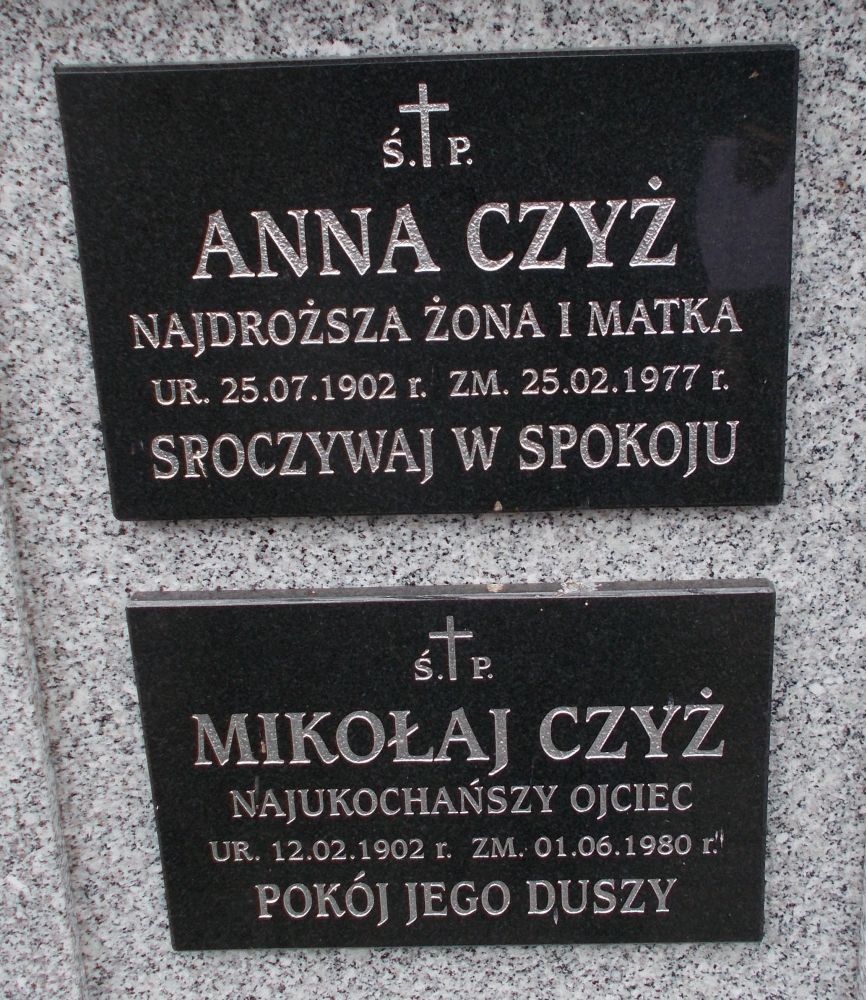 Ś. P.
ANNA CZYŻ
NAJDROŻSZA ŻONA I MATKA
UR. 25.07.1902 r. ZM. 25.02.1977 r.
SPOCZYWAJ W SPOKOJU
Ś. P.
MIKOŁAJ CZYŻ
NAJUKOCHAŃSZY OJCIEC
UR. 12.02.1902 r. ZM. 01.06.1980 r.
POKÓJ JEGO DUSZY